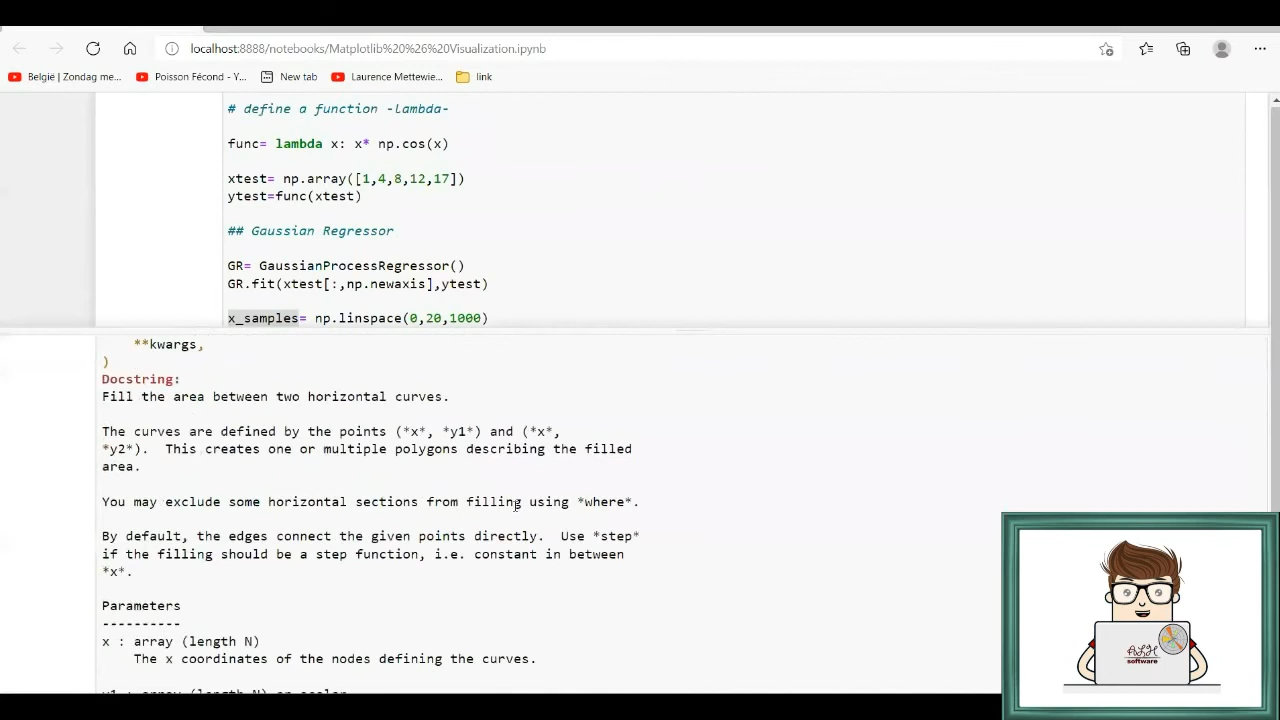 localhost:8888/notebooks/Matplotlib%20%26%20Visualization.ipynb
België | Zondag me... Poisson Fécond - Y... New tab Laurence Mettewie... link
# define a function -lambda-
func= lambda x: x* np.cos(x)
xtest= np.array([1,4,8,12,17])
ytest=func(xtest)
## Gaussian Regressor
GR= GaussianProcessRegressor()
GR.fit(xtest[:,np.newaxis],ytest)
x_samples= np.linspace(0,20,1000)
**kwargs,
)
Docstring:
Fill the area between two horizontal curves.
The curves are defined by the points (*x*, *y1*) and (*x*,
*y2*).  This creates one or multiple polygons describing the filled
area.
You may exclude some horizontal sections from filling using *where*.
By default, the edges connect the given points directly.  Use *step*
if the filling should be a step function, i.e. constant in between
*x*.
Parameters
----------
x : array (length N)
The x coordinates of the nodes defining the curves.
y1 : array (length N) or scalar
software